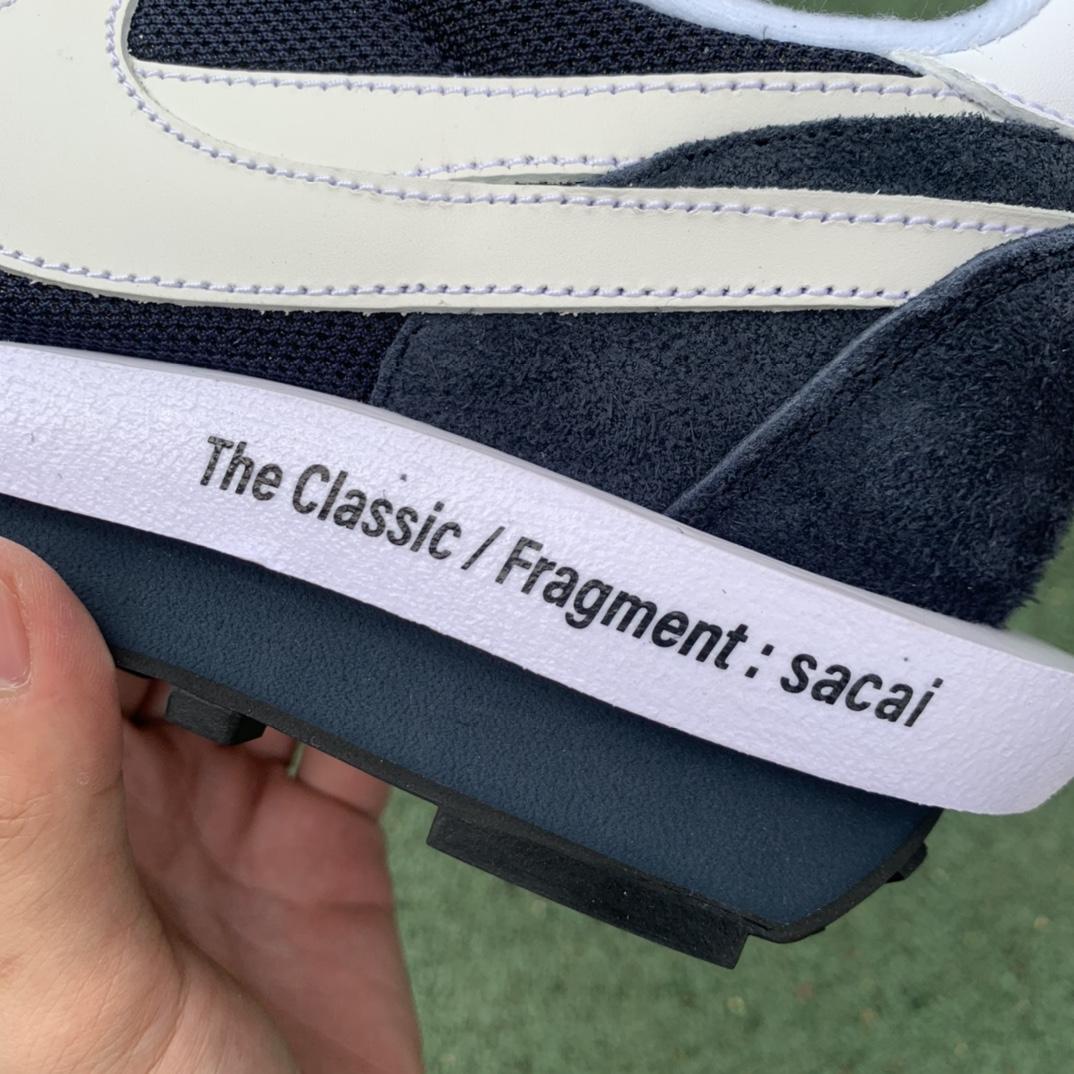 The Classic / Fragment : sacai